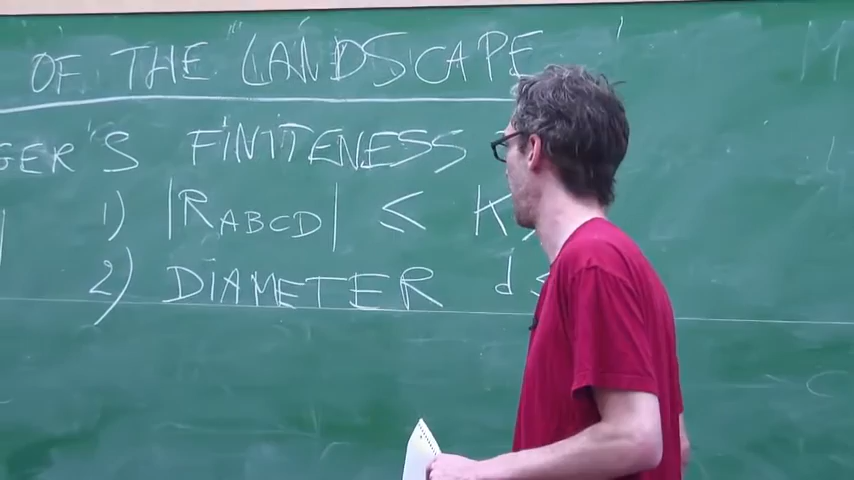 OF THE LANDSCAPE
GER'S FINITENESS
1) |RABCD| < K
2) DIAMETER d